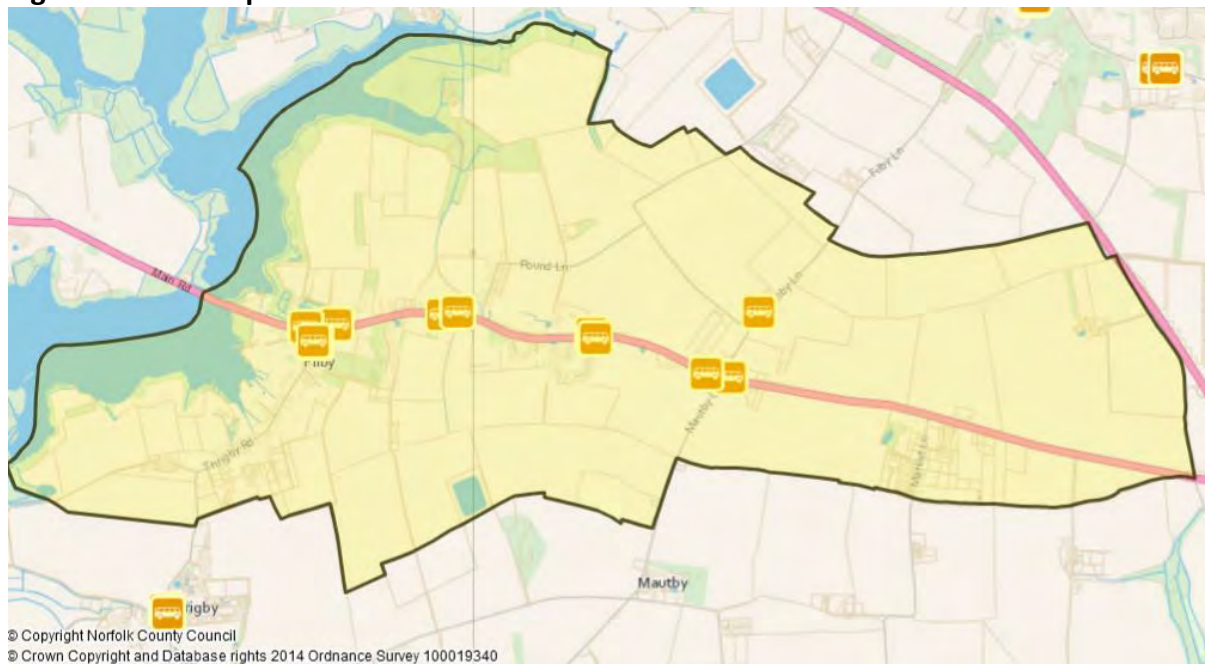 Main Rd
Pound Ln
Filby Ln
Filby
Thrigby Rd
Mautby
© Copyright Norfolk County Council
© Crown Copyright and Database rights 2014 Ordnance Survey 100019340